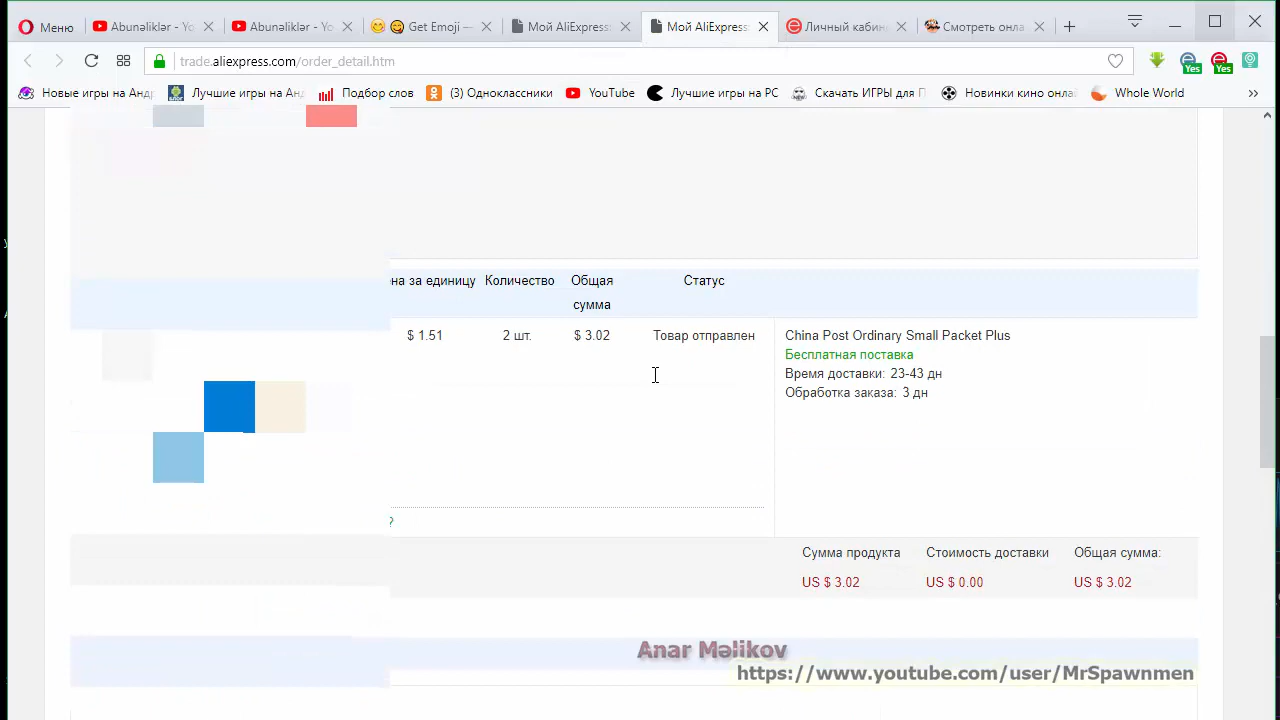 Меню
Abunəliklər - Yo
Abunəliklər - Yo
Get Emoji —
Мой AliExpress:
Мой AliExpress:
Личный кабин
Смотреть онла
trade.aliexpress.com/order_detail.htm
Yes
Yes
Новые игры на Андр
Лучшие игры на Анд
Подбор слов
(3) Одноклассники
YouTube
Лучшие игры на PC
Скачать ИГРЫ для П
Новинки кино онла
Whole World
»
на за единицу
Количество
Общая
сумма
Статус
$ 1.51
2 шт.
$ 3.02
Товар отправлен
China Post Ordinary Small Packet Plus
Бесплатная поставка
Время доставки: 23-43 дн
Обработка заказа: 3 дн
?
Сумма продукта
Стоимость доставки
Общая сумма:
US $ 3.02
US $ 0.00
US $ 3.02
Anar Məlikov
https://www.youtube.com/user/MrSpawnmen